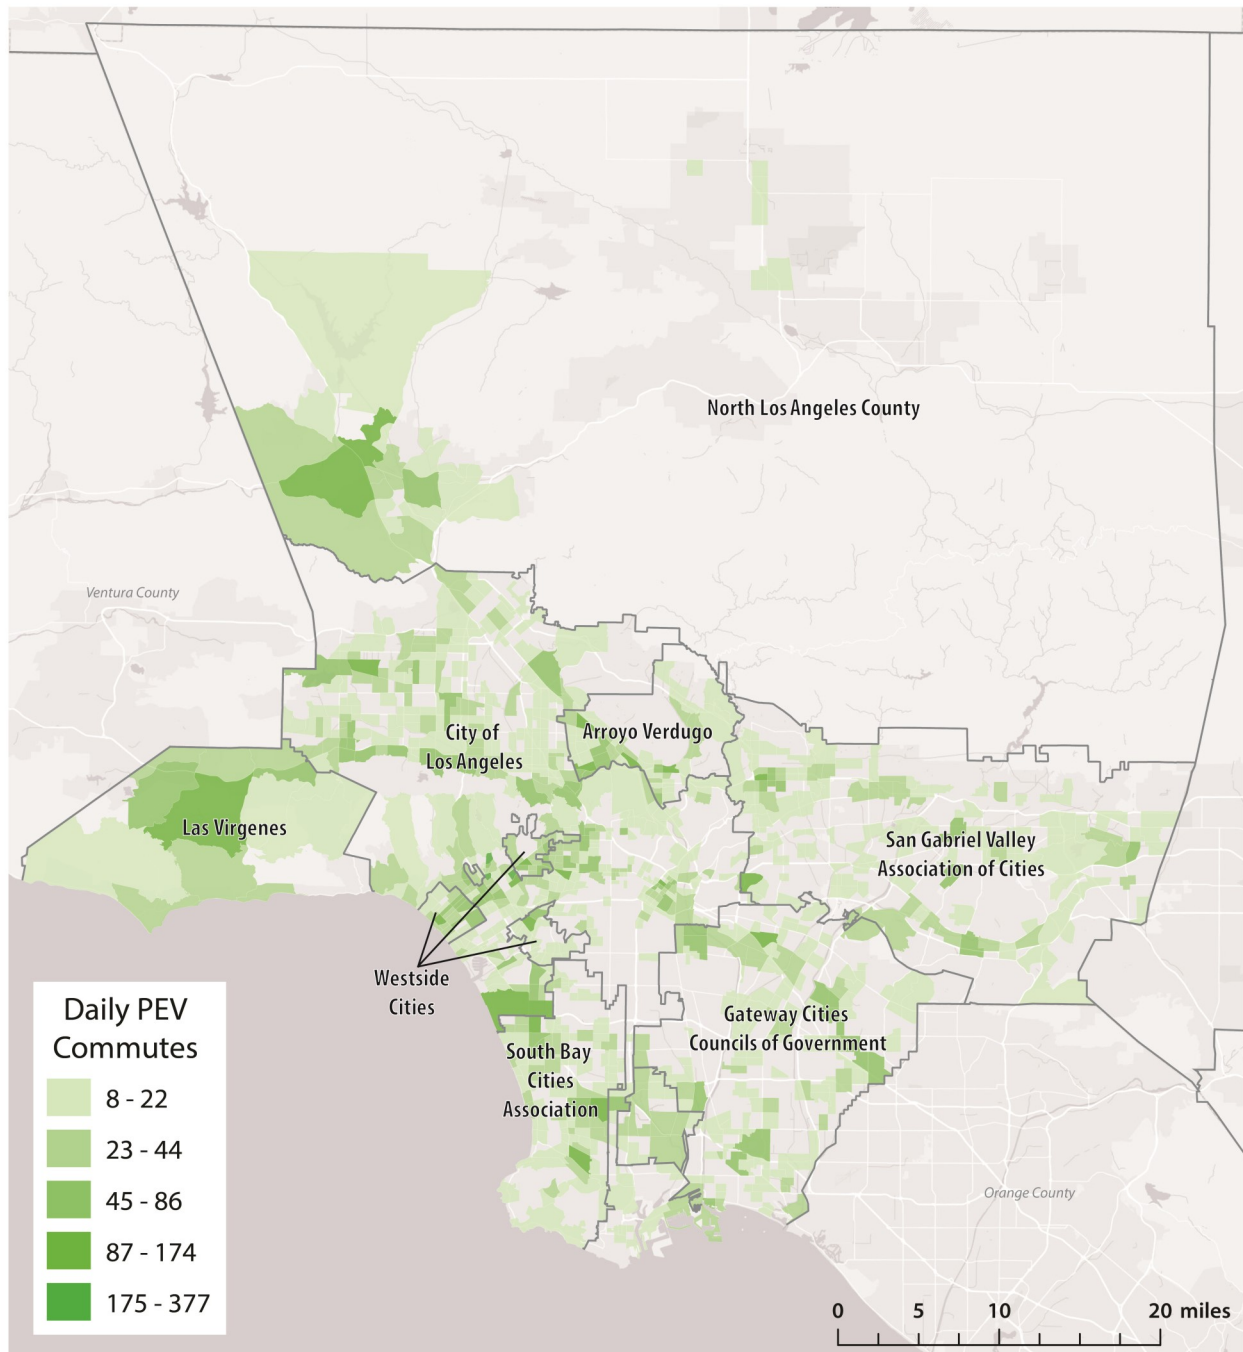 North Los Angeles County
Ventura County
City of
Los Angeles
Arroyo Verdugo
Las Virgenes
San Gabriel Valley
Association of Cities
Westside
Cities
Gateway Cities
Councils of Government
South Bay
Cities
Association
Orange County
Daily PEV
Commutes
8 - 22
23 - 44
45 - 86
87 - 174
175 - 377
0 5 10 20 miles